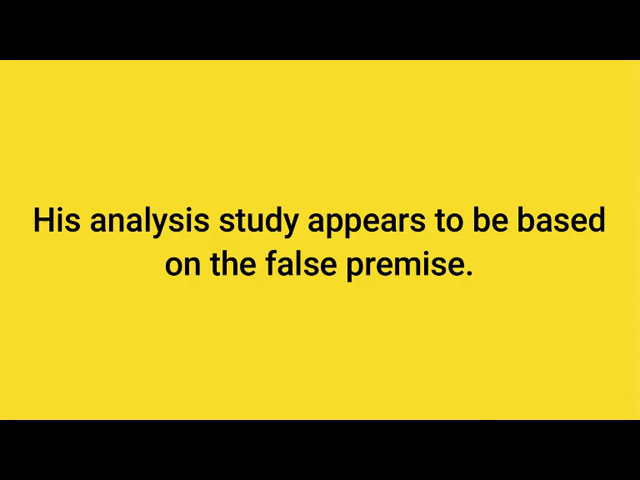 His analysis study appears to be based
on the false premise.